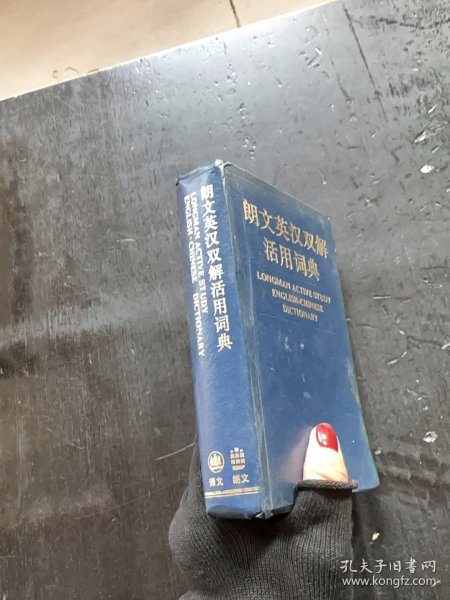 朗文英汉双解活用词典
LONGMAN ACTIVE STUDY
ENGLISH-CHINESE DICTIONARY
译文
朗文
朗文英汉双解
活用词典
LONGMAN ACTIVE STUDY
ENGLISH-CHINESE
DICTIONARY
孔夫子旧书网
www.kongfz.com